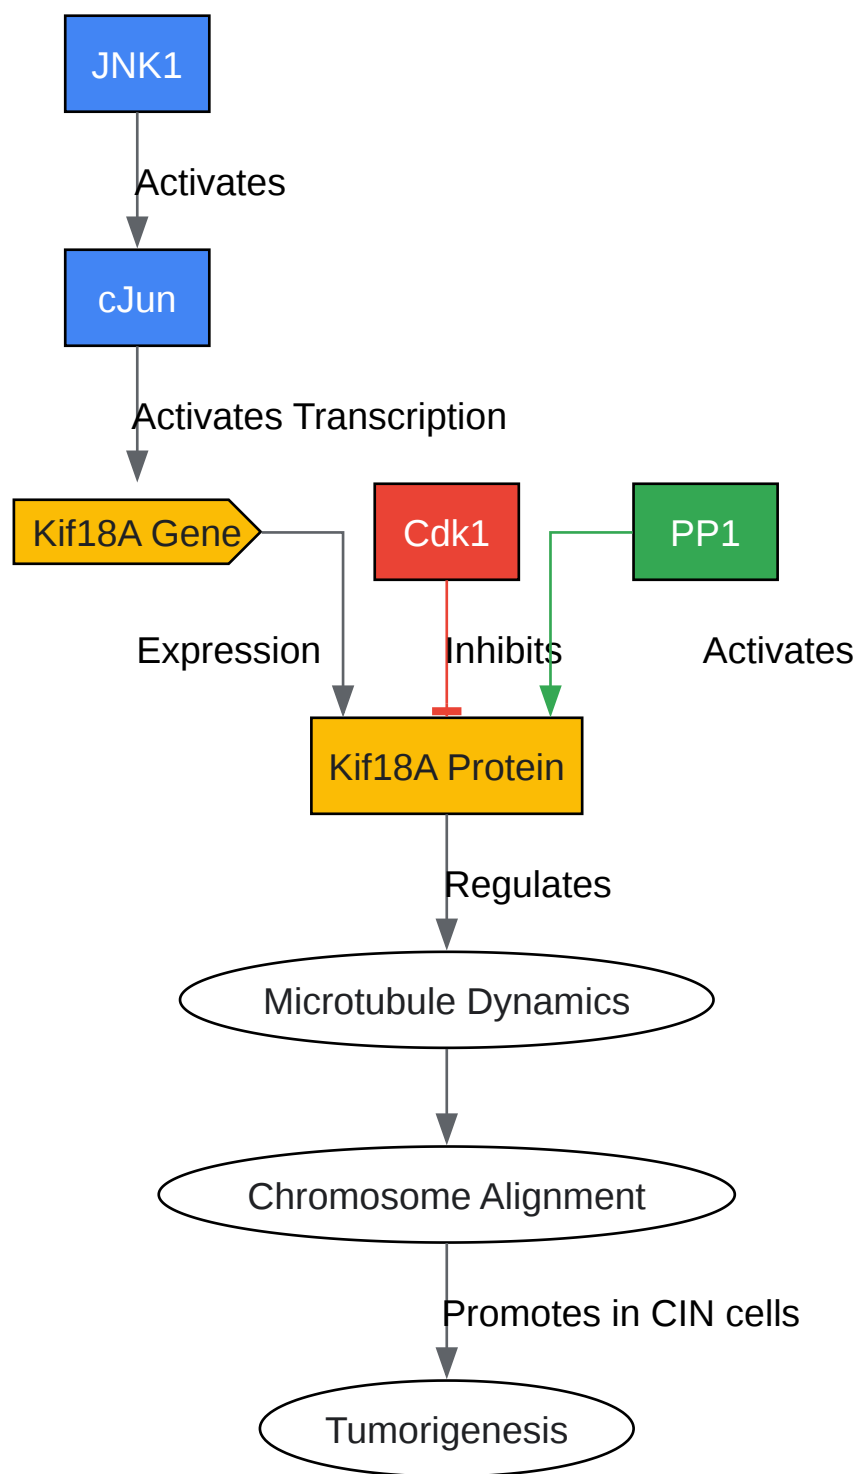 JNK1
Activates
cJun
Activates Transcription
Kif18A Gene
Cdk1
PP1
Expression
Inhibits
Activates
Kif18A Protein
Regulates
Microtubule Dynamics
Chromosome Alignment
Promotes in CIN cells
Tumorigenesis